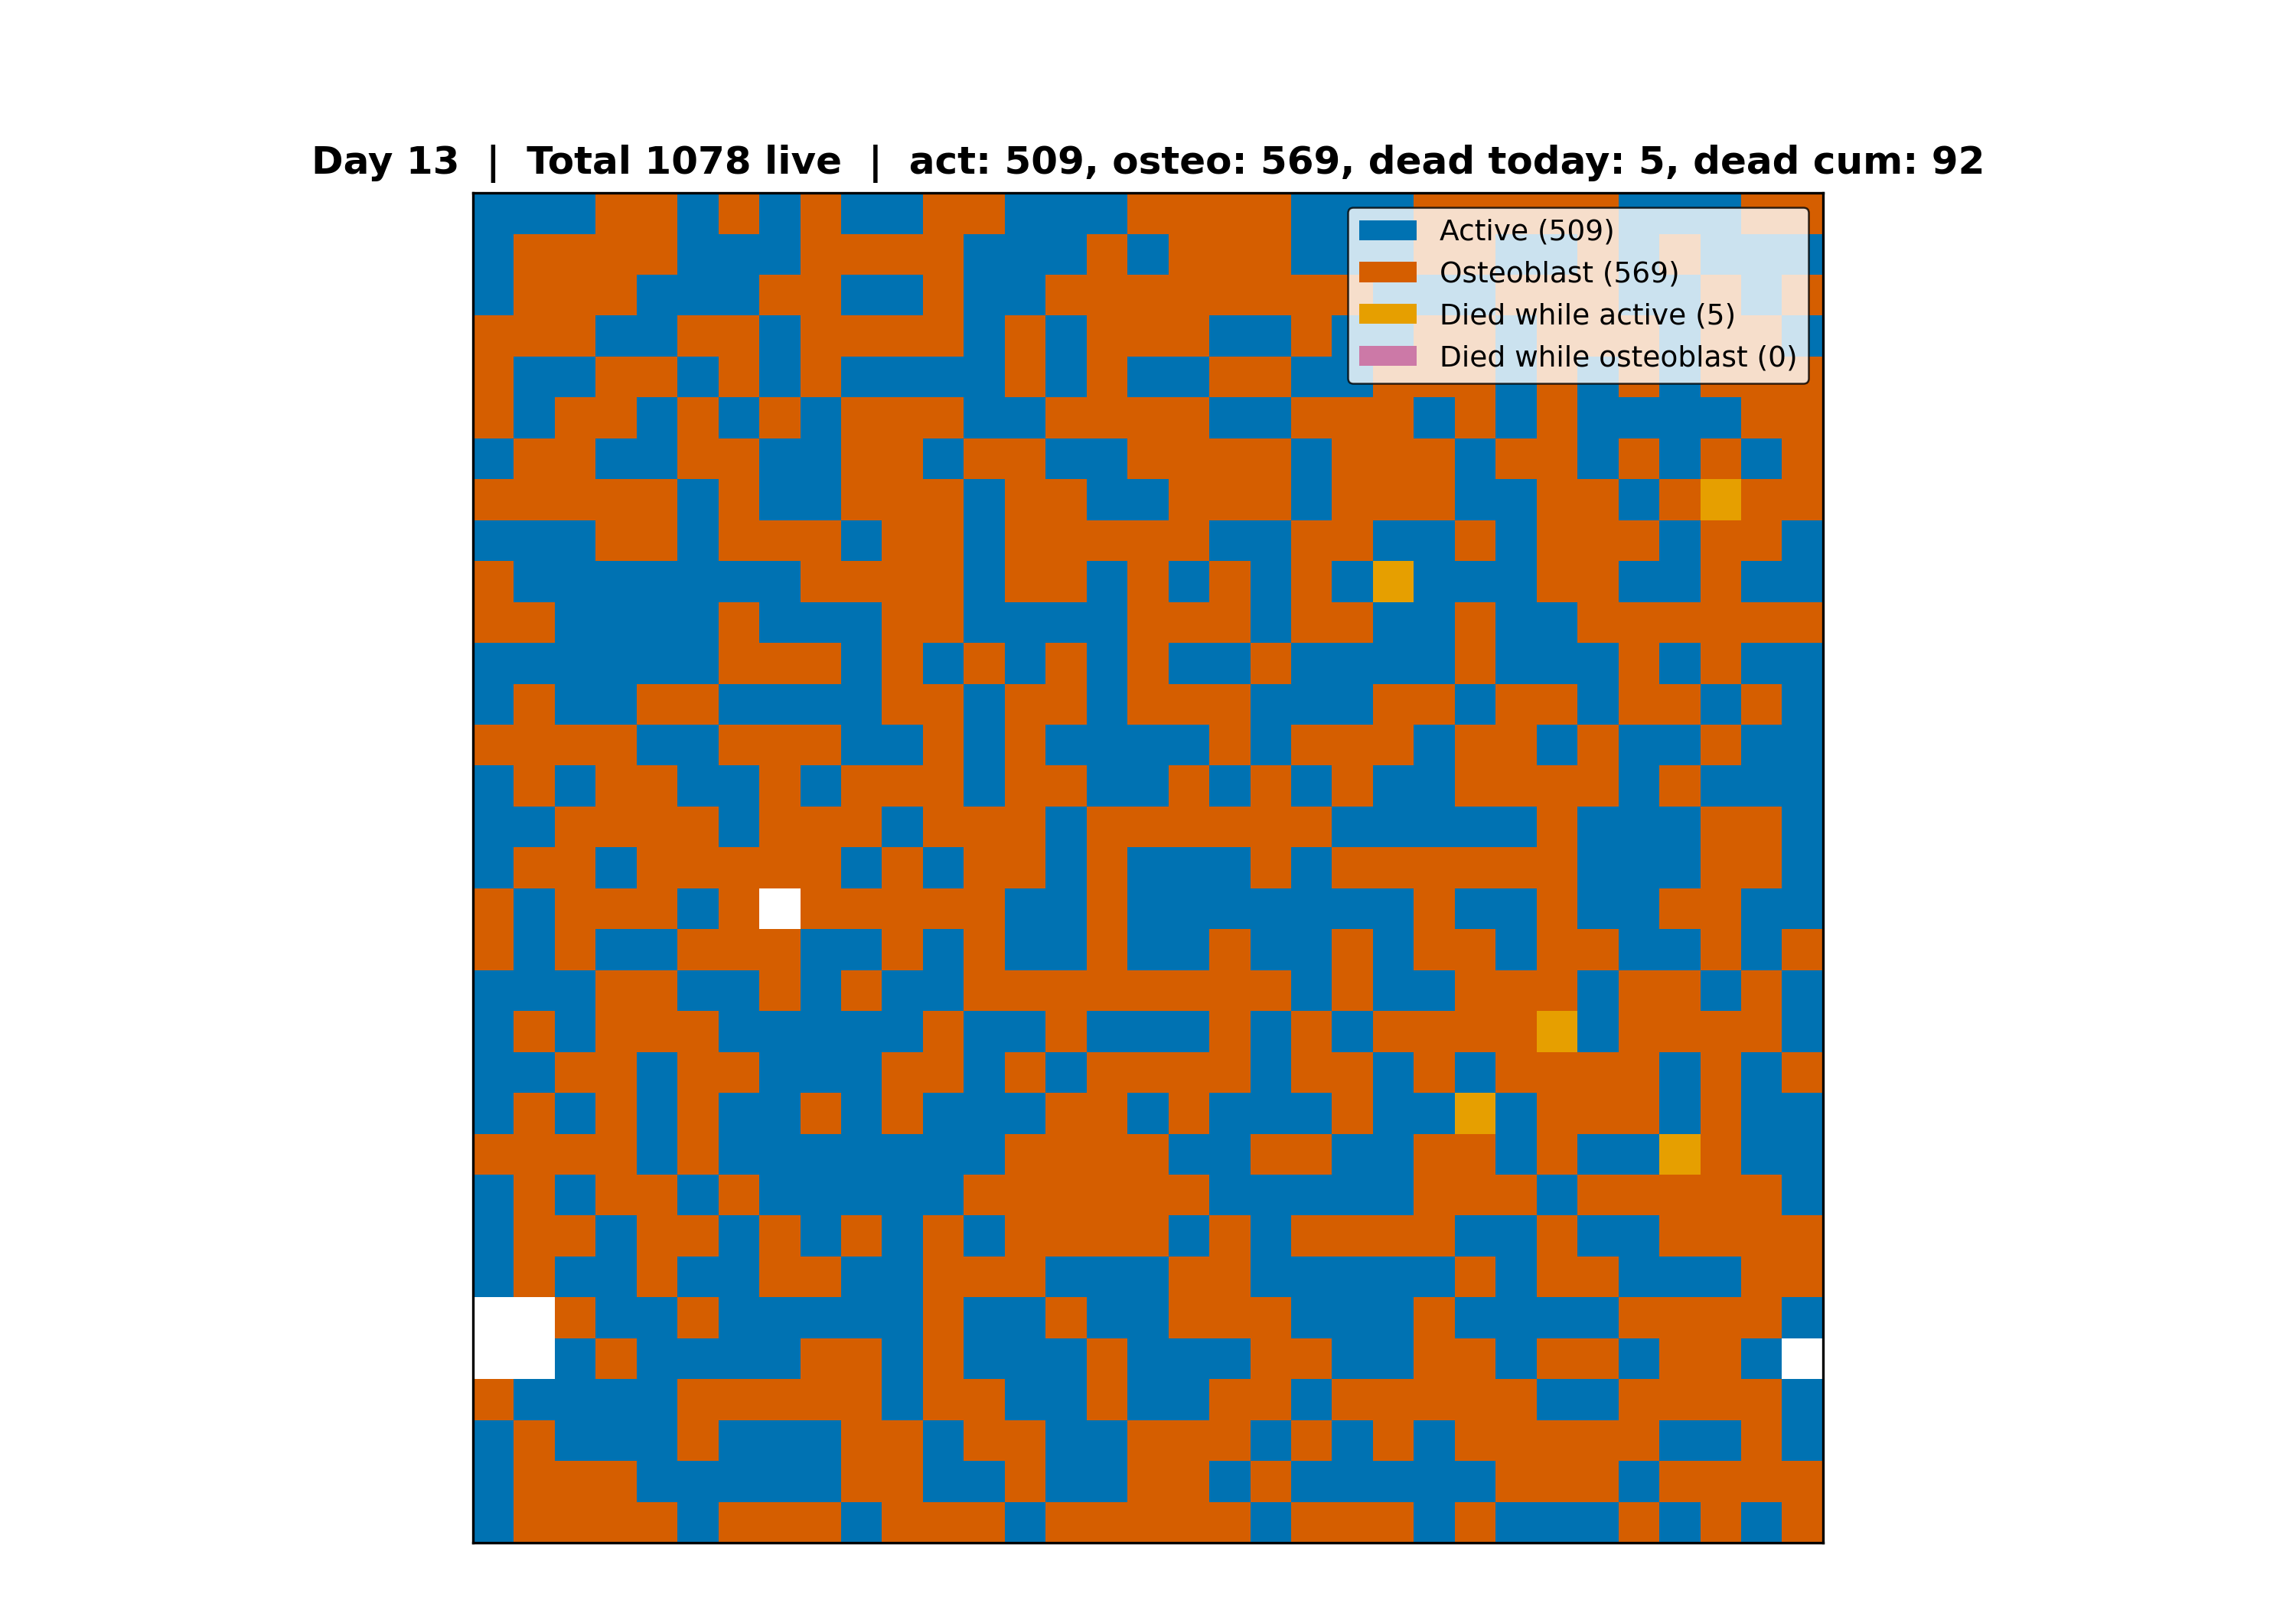 Day 13 | Total 1078 live | act: 509, osteo: 569, dead today: 5, dead cum: 92
Active (509)
Osteoblast (569)
Died while active (5)
Died while osteoblast (0)